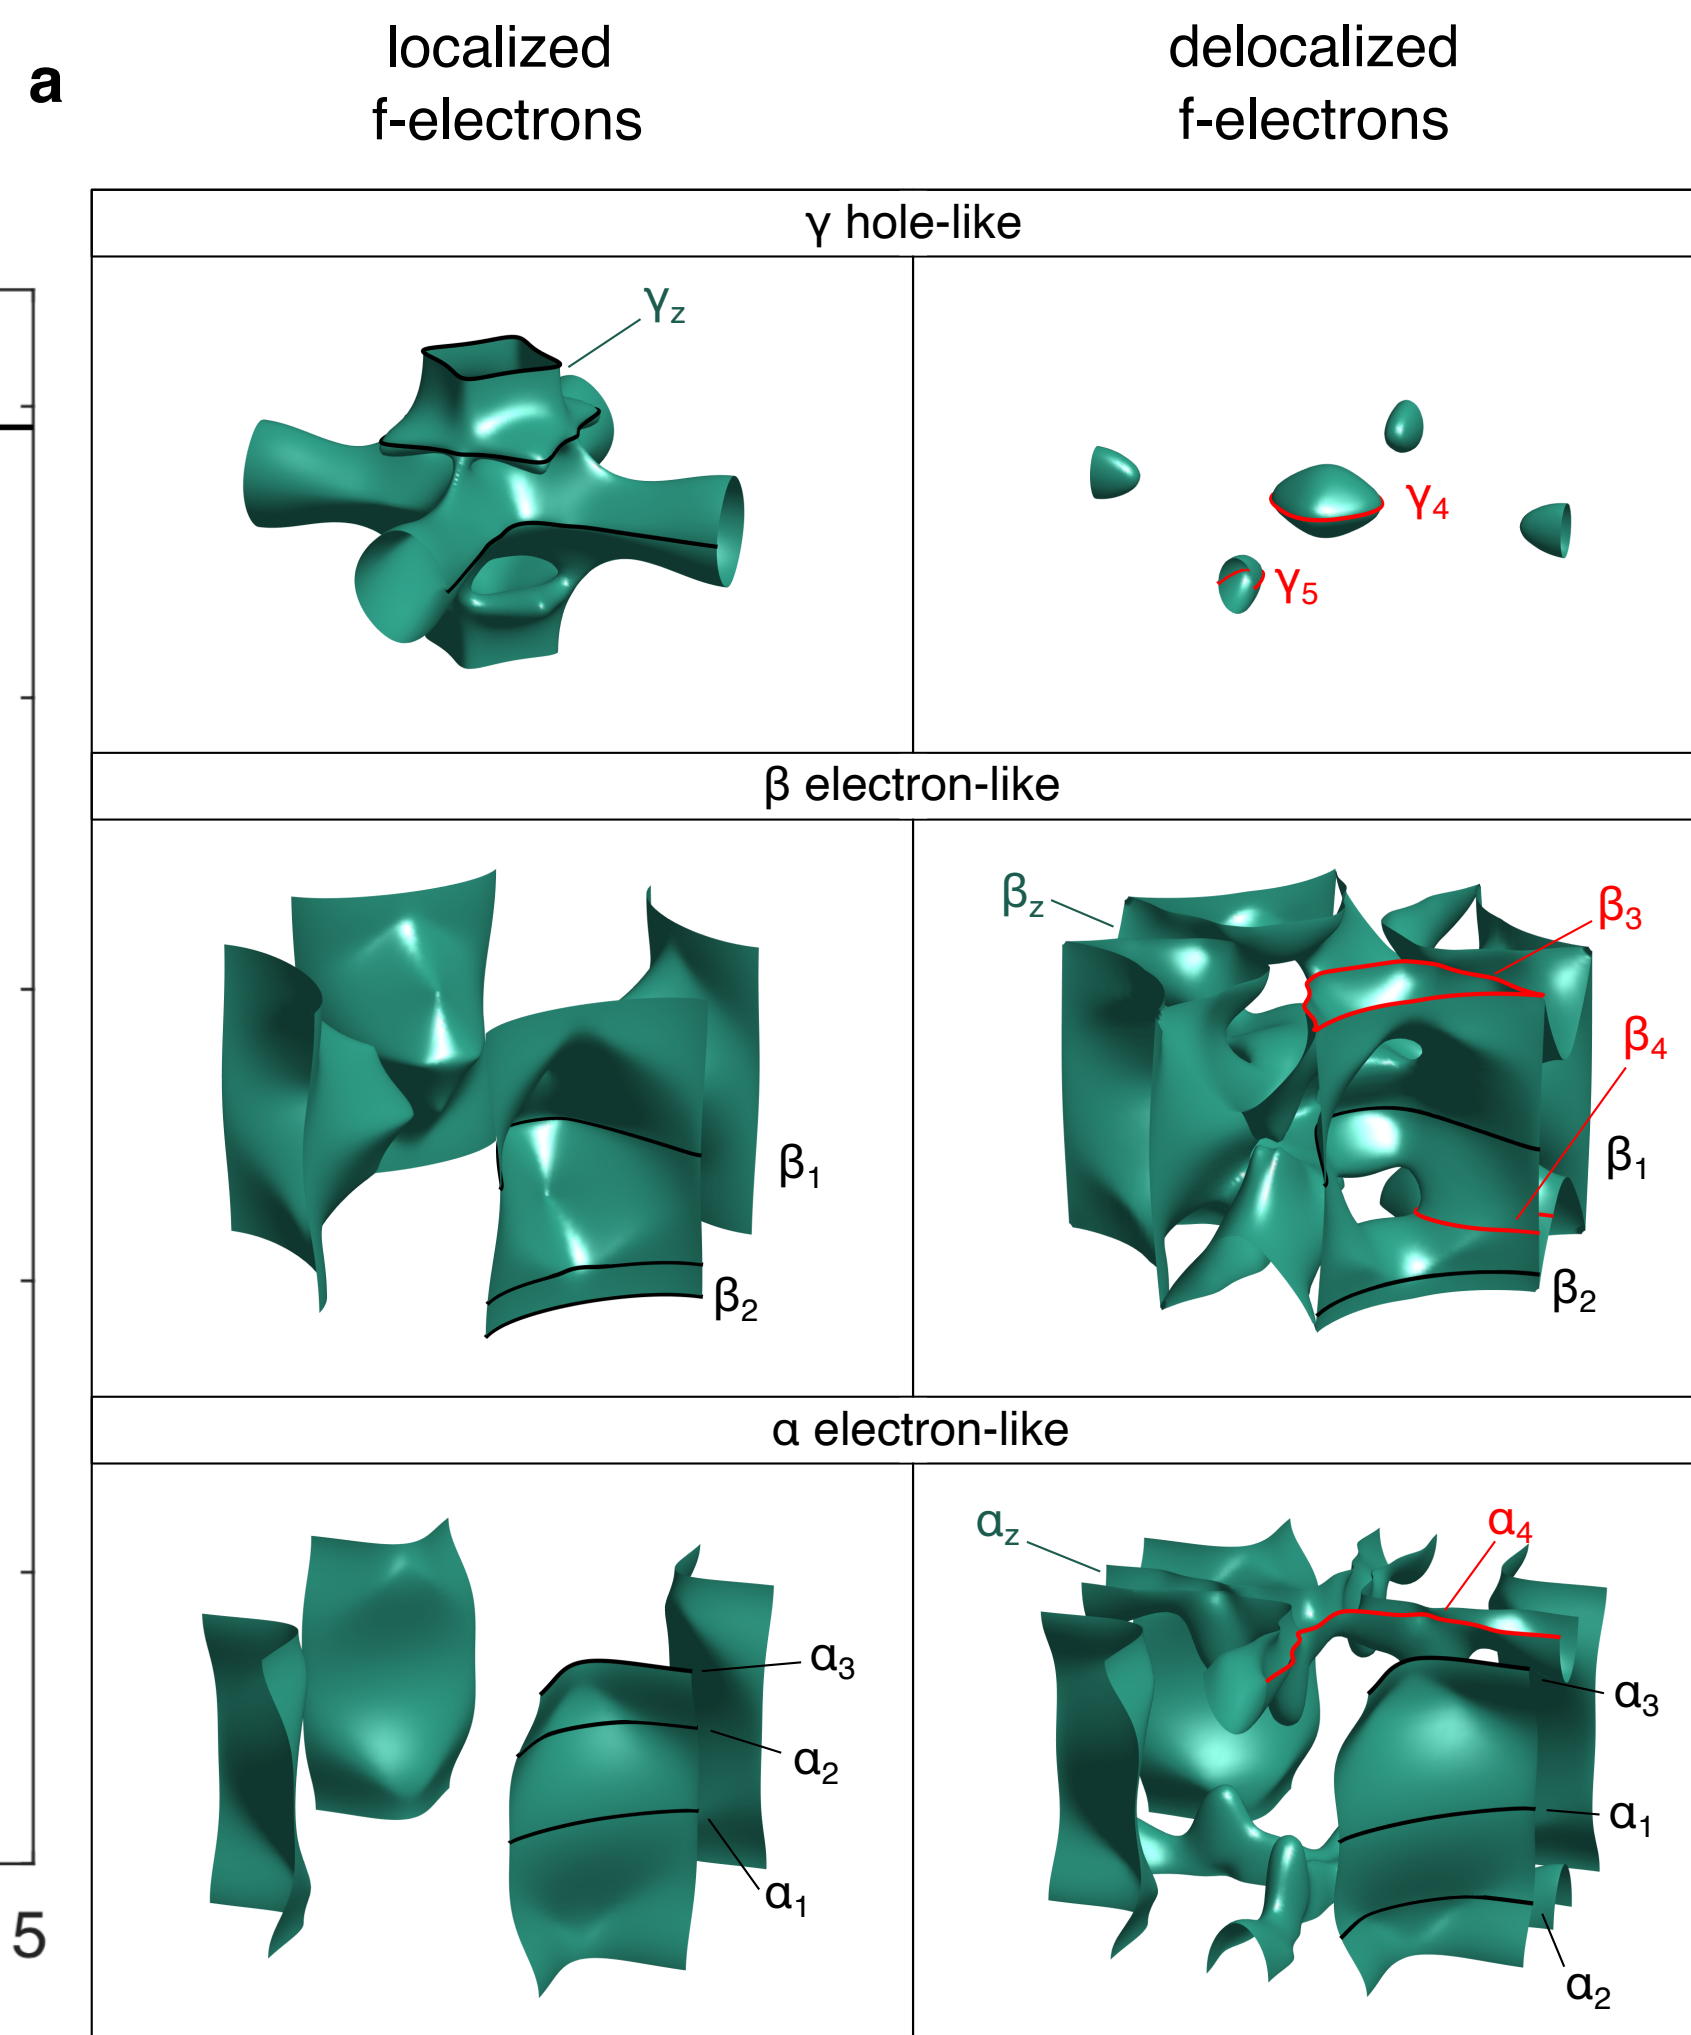 localized
f-electrons
delocalized
f-electrons
a
γ hole-like
γz
γ4
γ5
β electron-like
β1
β2
βz
β3
β4
β1
β2
α electron-like
α3
α2
α1
αz
α4
α3
α1
α2
5